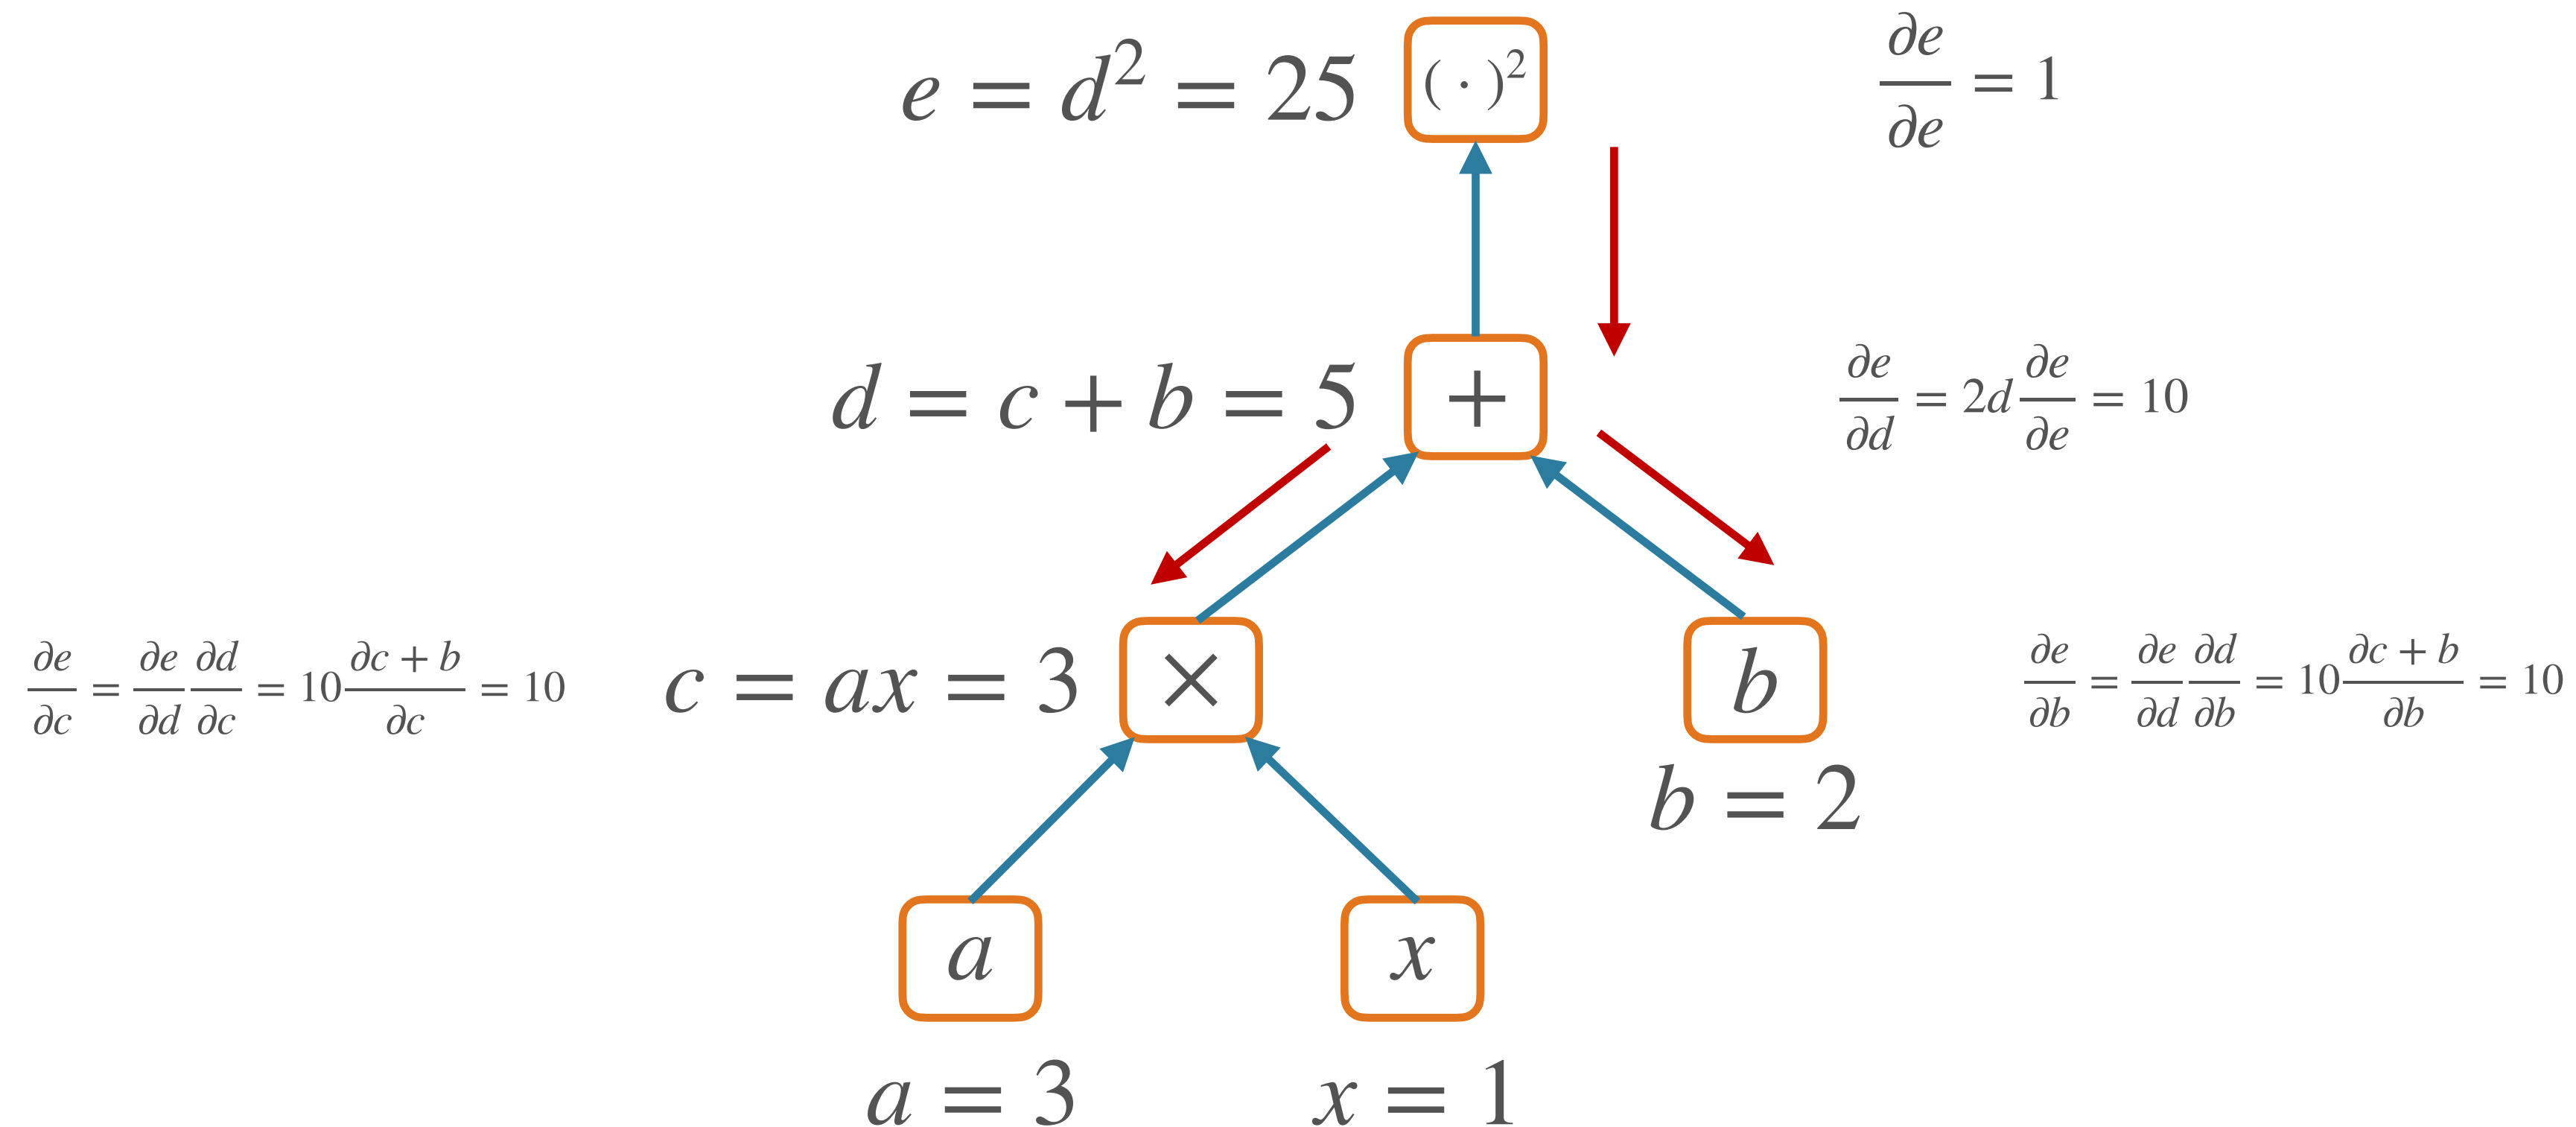 e = d² = 25
( · )²
∂e/∂e = 1
d = c + b = 5
+
∂e/∂d = 2d ∂e/∂e = 10
∂e/∂c = ∂e/∂d ∂d/∂c = 10 ∂c + b/∂c = 10
c = ax = 3
×
b
∂e/∂b = ∂e/∂d ∂d/∂b = 10 ∂c + b/∂b = 10
b = 2
a
x
a = 3
x = 1